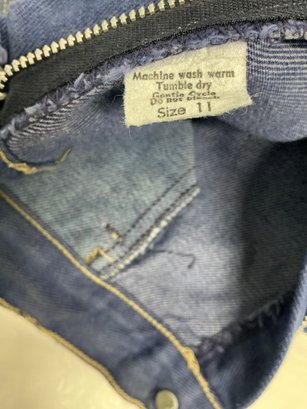 Machine wash warm
Tumble dry
Gentle Cycle
Do Not Bleach
Size 11